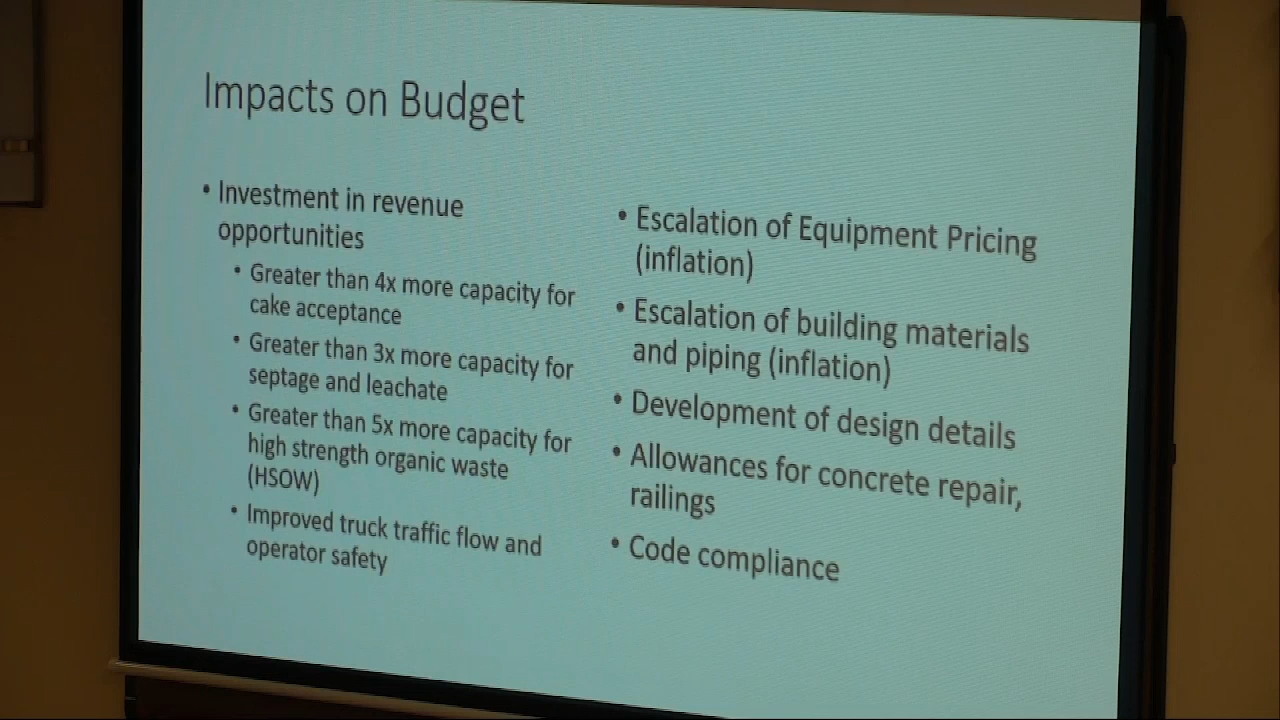 Impacts on Budget
• Investment in revenue
opportunities
• Greater than 4x more capacity for
cake acceptance
• Greater than 3x more capacity for
septage and leachate
• Greater than 5x more capacity for
high strength organic waste
(HSOW)
• Improved truck traffic flow and
operator safety
• Escalation of Equipment Pricing
(inflation)
• Escalation of building materials
and piping (inflation)
• Development of design details
• Allowances for concrete repair,
railings
• Code compliance